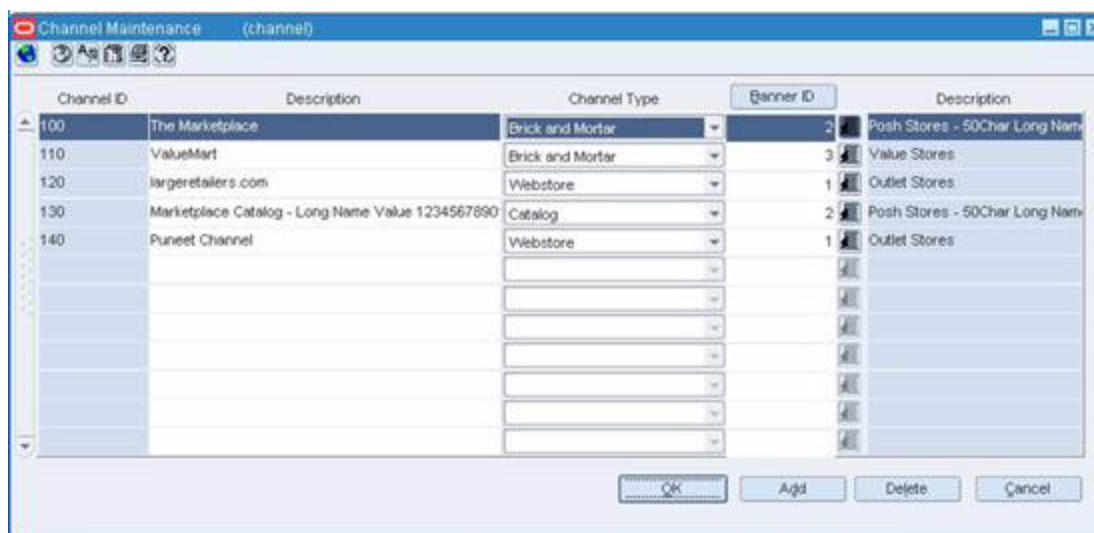 Channel Maintenance (channel)
Channel ID Description Channel Type Banner ID Description
100 The Marketplace Brick and Mortar 2 Posh Stores - 50Char Long Nam
110 ValueMart Brick and Mortar 3 Value Stores
120 largeretailers.com Webstore 1 Outlet Stores
130 Marketplace Catalog - Long Name Value 1234567890 Catalog 2 Posh Stores - 50Char Long Nam
140 Puneet Channel Webstore 1 Outlet Stores
OK Add Delete Cancel